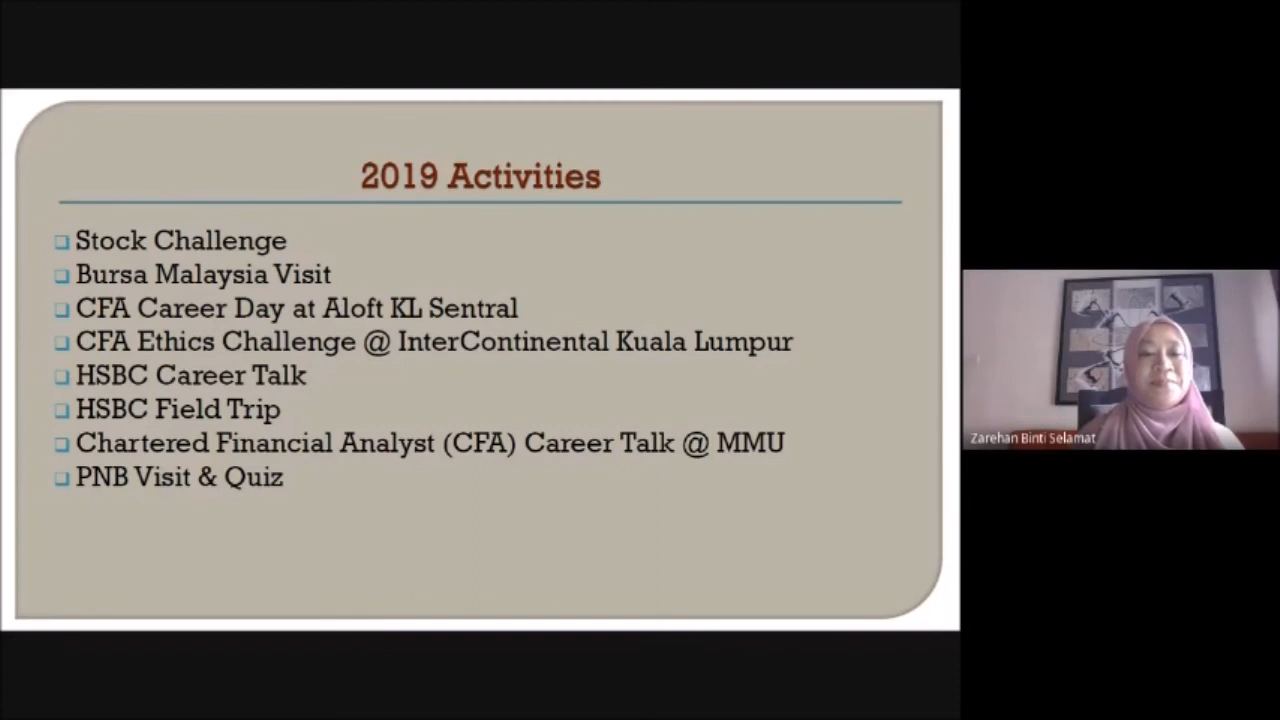 2019 Activities
Stock Challenge
Bursa Malaysia Visit
CFA Career Day at Aloft KL Sentral
CFA Ethics Challenge @ InterContinental Kuala Lumpur
HSBC Career Talk
HSBC Field Trip
Chartered Financial Analyst (CFA) Career Talk @ MMU
PNB Visit & Quiz
Zarehan Binti Selamat